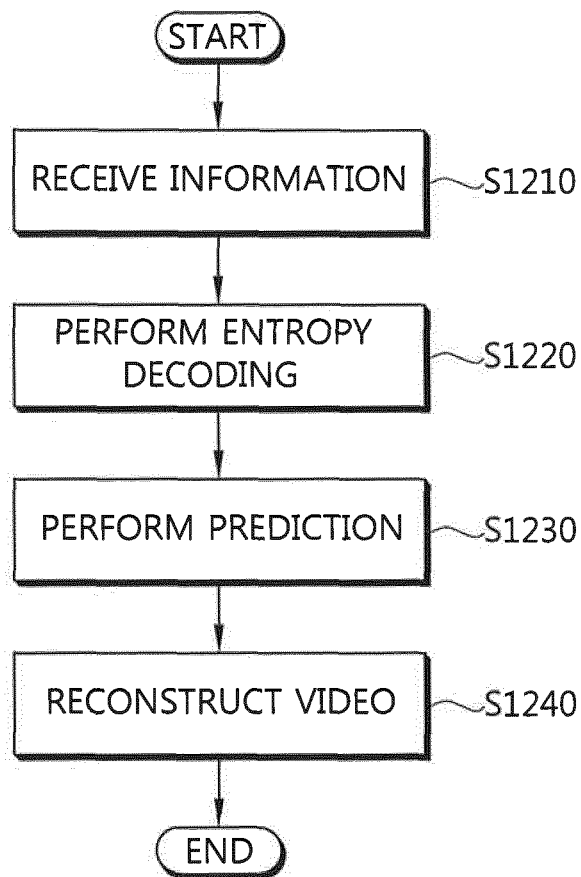 START
RECEIVE INFORMATION
S1210
PERFORM ENTROPY
DECODING
S1220
PERFORM PREDICTION
S1230
RECONSTRUCT VIDEO
S1240
END